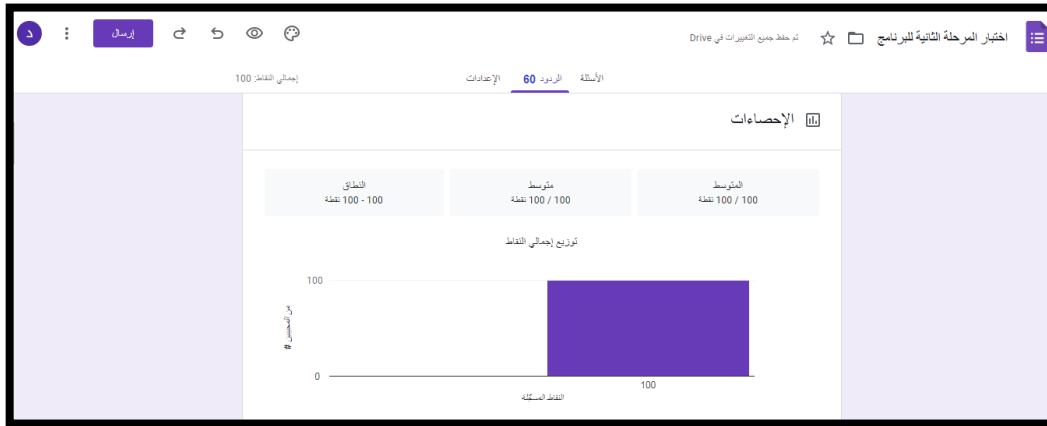 اختبار المرحلة الثانية للبرنامج
تم حفظ جميع التغييرات في Drive
إرسال
د
الأسئلة
الردود 60
الإعدادات
إجمالي النقاط: 100
الإحصاءات
المتوسط
100 / 100 نقطة
متوسط
100 / 100 نقطة
النطاق
100 - 100 نقطة
توزيع إجمالي النقاط
100
0
# من المجيبين
100
النقاط المسجّلة